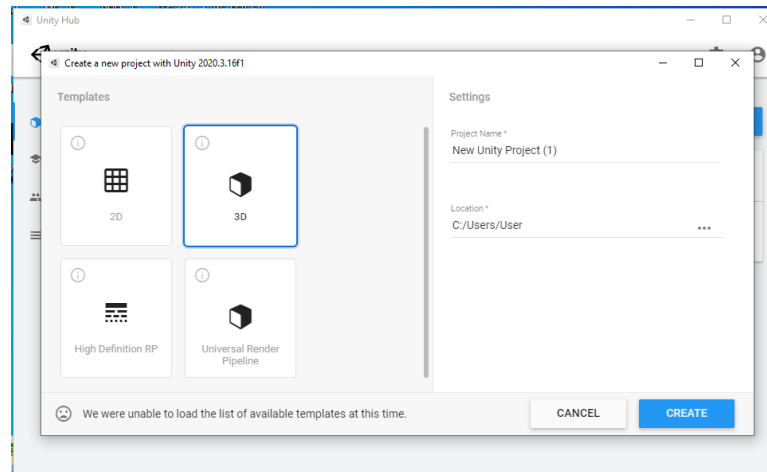 Unity Hub
Create a new project with Unity 2020.3.16f1
Templates
2D
3D
High Definition RP
Universal Render
Pipeline
Settings
Project Name *
New Unity Project (1)
Location *
C:/Users/User
•••
We were unable to load the list of available templates at this time.
CANCEL
CREATE